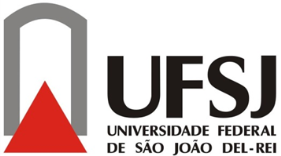 UFSJ
UNIVERSIDADE FEDERAL
DE SÃO JOÃO DEL-REI